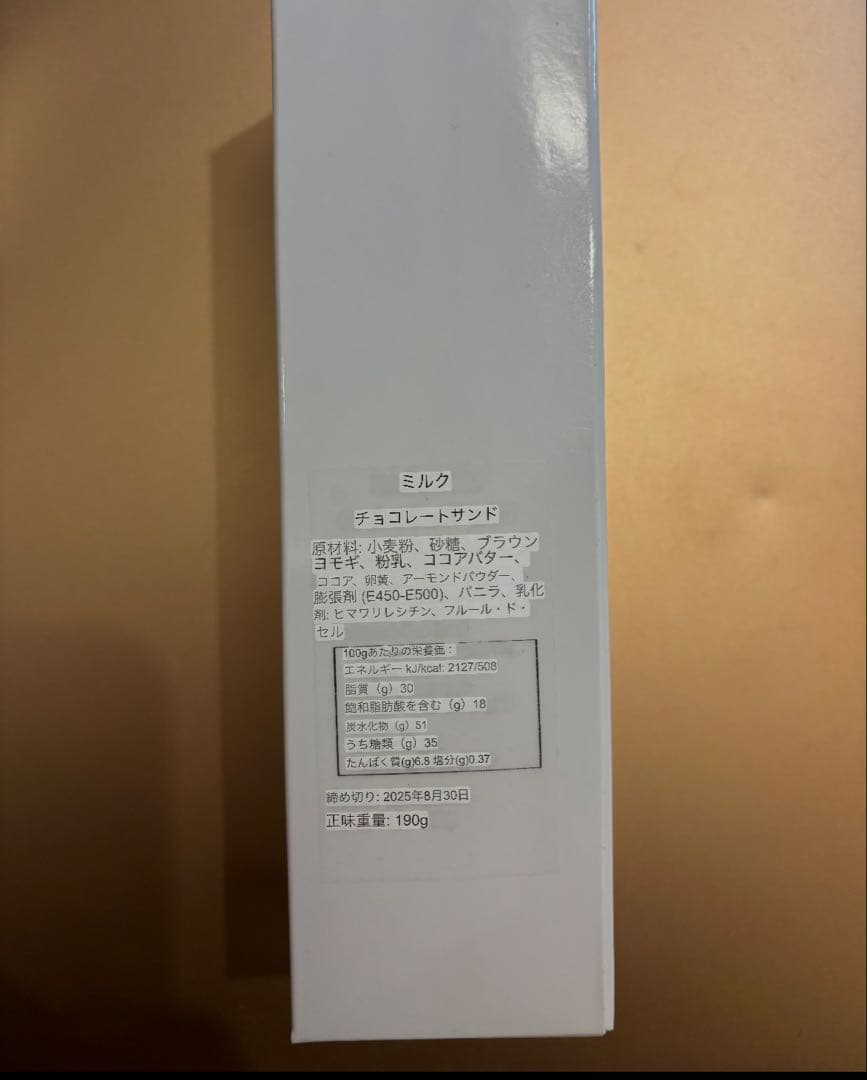 ミルク
チョコレートサンド
原材料: 小麦粉、砂糖、ブラウン
ヨモギ、粉乳、ココアバター、
ココア、卵黄、アーモンドパウダー、
膨張剤 (E450-E500)、バニラ、乳化
剤: ヒマワリレシチン、フルール・ド・
セル
100gあたりの栄養価：
エネルギー kJ/kcal: 2127/508
脂質（g）30
飽和脂肪酸を含む（g）18
炭水化物（g）51
うち糖類（g）35
たんぱく質(g)6.8 塩分(g)0.37
締め切り: 2025年8月30日
正味重量: 190g